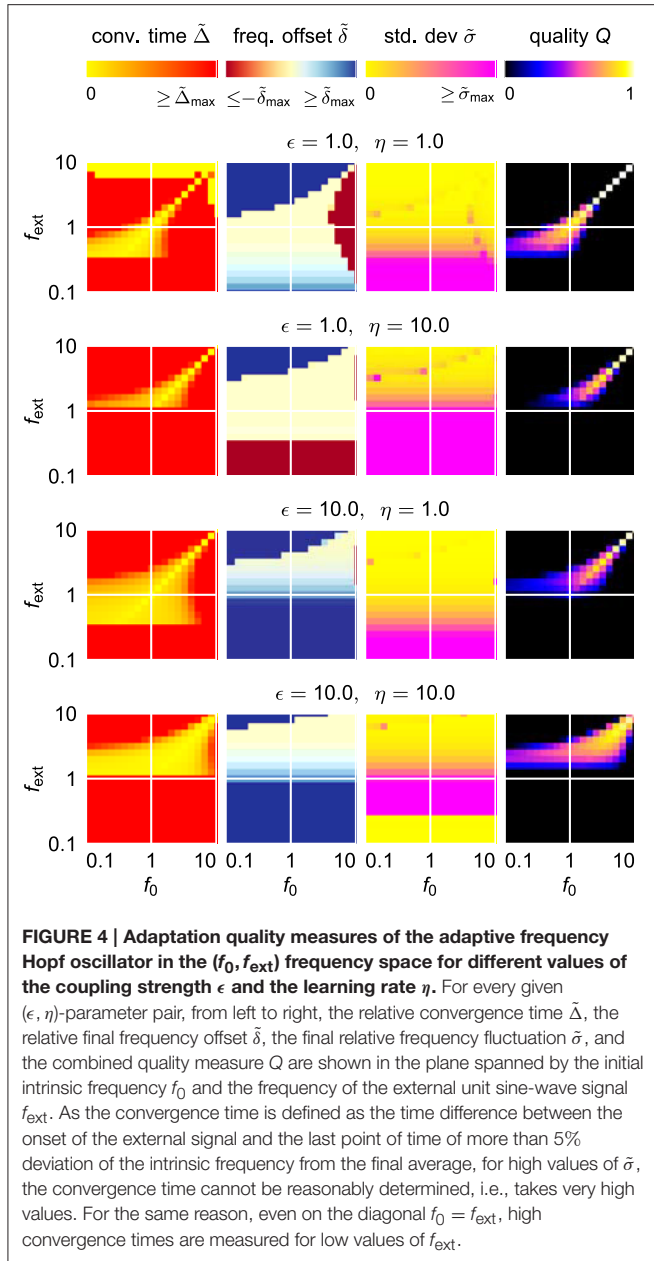 conv. time Δ̃ freq. offset δ̃ std. dev σ̃ quality Q
0 ≥ Δ̃max ≤ −δ̃max ≥ δ̃max 0 ≥ σ̃max 0 1
ϵ = 1.0, η = 1.0
10
fext 1
0.1
ϵ = 1.0, η = 10.0
10
fext 1
0.1
ϵ = 10.0, η = 1.0
10
fext 1
0.1
ϵ = 10.0, η = 10.0
10
fext 1
0.1
0.1 1 10 0.1 1 10 0.1 1 10 0.1 1 10
f0 f0 f0 f0
FIGURE 4 | Adaptation quality measures of the adaptive frequency
Hopf oscillator in the (f0, fext) frequency space for different values of
the coupling strength ϵ and the learning rate η. For every given
(ϵ, η)-parameter pair, from left to right, the relative convergence time Δ̃, the
relative final frequency offset δ̃, the final relative frequency fluctuation σ̃, and
the combined quality measure Q are shown in the plane spanned by the initial
intrinsic frequency f0 and the frequency of the external unit sine-wave signal
fext. As the convergence time is defined as the time difference between the
onset of the external signal and the last point of time of more than 5%
deviation of the intrinsic frequency from the final average, for high values of σ̃,
the convergence time cannot be reasonably determined, i.e., takes very high
values. For the same reason, even on the diagonal f0 = fext, high
convergence times are measured for low values of fext.